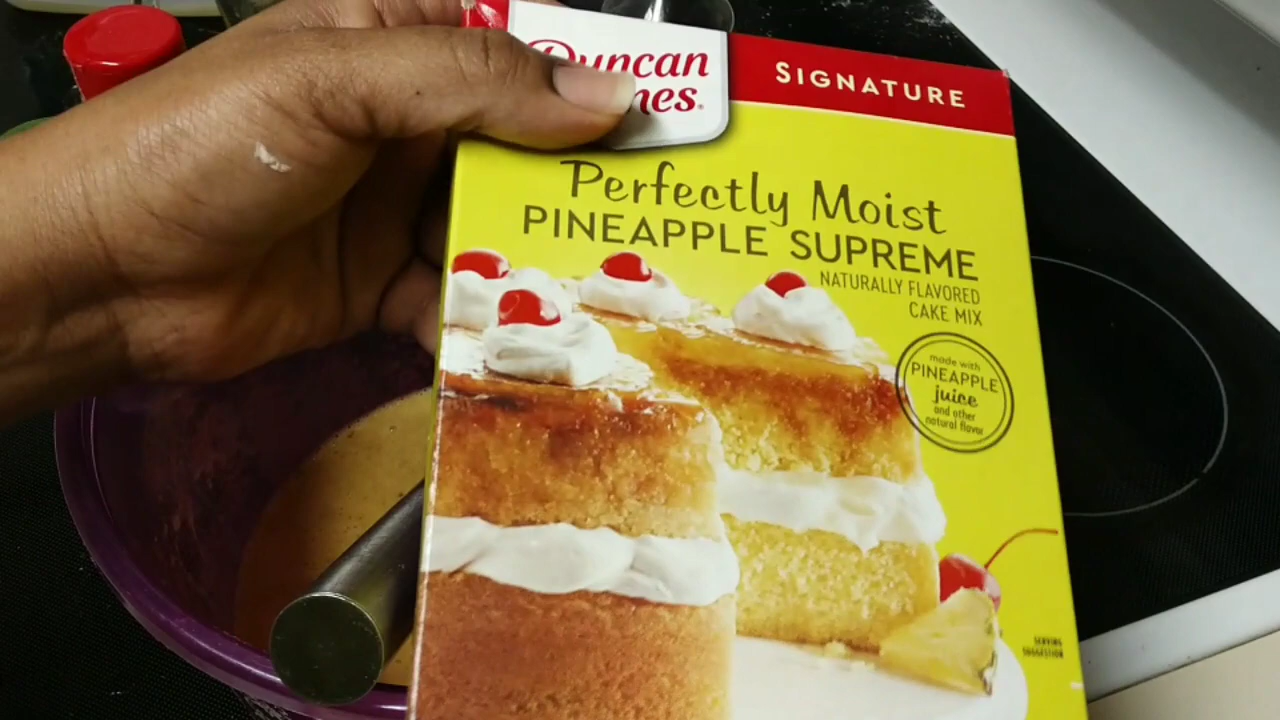 Duncan
SIGNATURE
Perfectly Moist
PINEAPPLE SUPREME
NATURALLY FLAVORED
CAKE MIX
made with
PINEAPPLE
juice
and other
natural flavor
SERVING
SUGGESTION